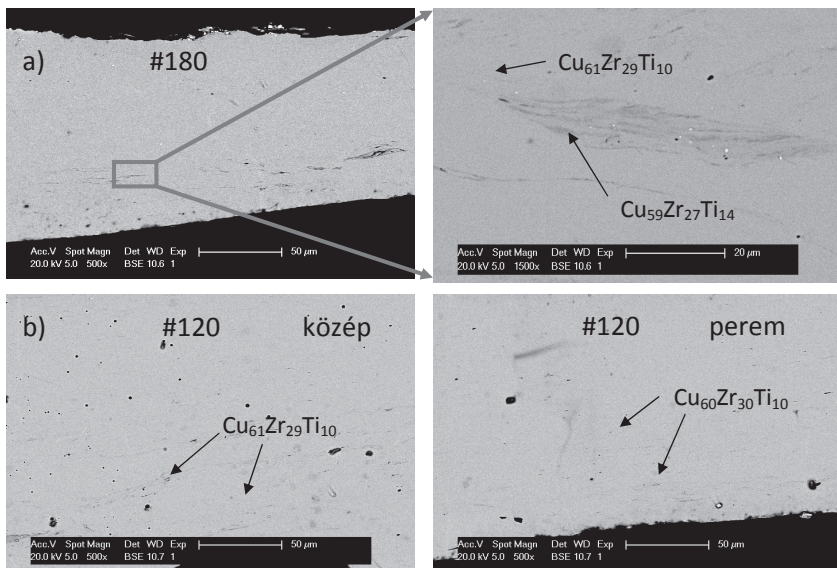 a)
#180
Acc.V Spot Magn Det WD Exp
20.0 kV 5.0 500x BSE 10.6 1
50 µm
Cu₆₁Zr₂₉Ti₁₀
Cu₅₉Zr₂₇Ti₁₄
Acc.V Spot Magn Det WD Exp
20.0 kV 5.0 1500x BSE 10.6 1
20 µm
b)
#120
közép
Cu₆₁Zr₂₉Ti₁₀
Acc.V Spot Magn Det WD Exp
20.0 kV 5.0 500x BSE 10.7 1
50 µm
#120
perem
Cu₆₀Zr₃₀Ti₁₀
Acc.V Spot Magn Det WD Exp
20.0 kV 5.0 500x BSE 10.7 1
50 µm